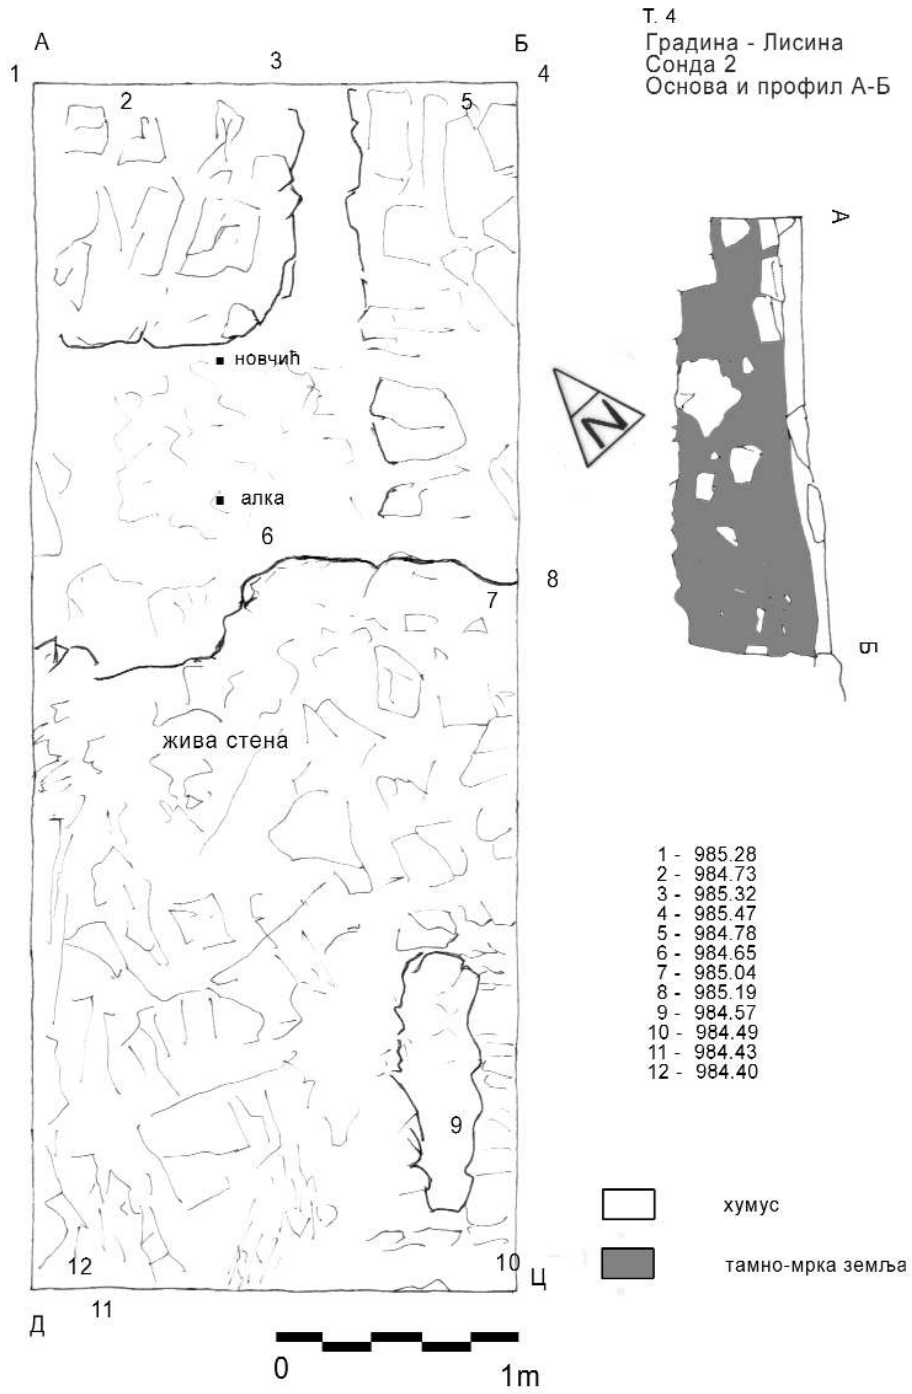 Т. 4
Градина - Лисина
Сонда 2
Основа и профил А-Б
А
Б
1
3
4
2
5
новчић
алка
6
8
7
жива стена
9
12
10
Ц
Д
11
0
1m
N
А
Б
1 - 985.28
2 - 984.73
3 - 985.32
4 - 985.47
5 - 984.78
6 - 984.65
7 - 985.04
8 - 985.19
9 - 984.57
10 - 984.49
11 - 984.43
12 - 984.40
хумус
тамно-мрка земља